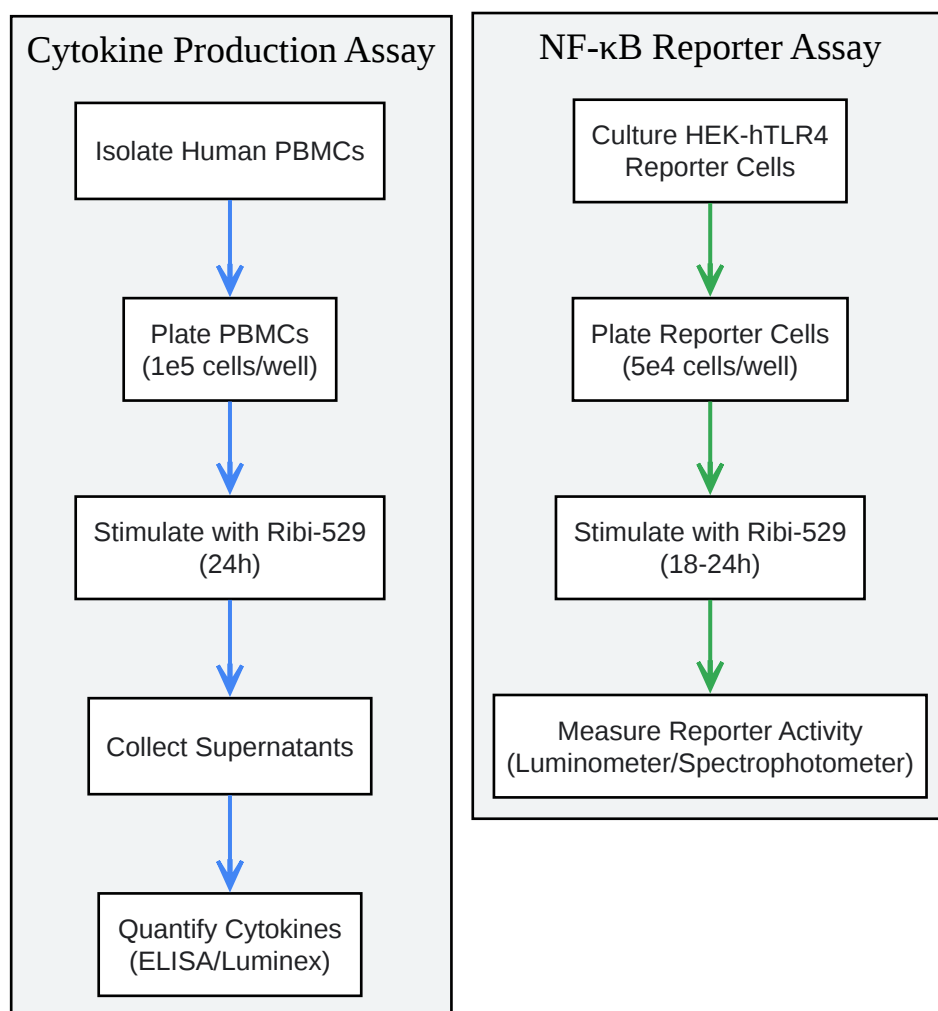 Cytokine Production Assay
Isolate Human PBMCs
Plate PBMCs
(1e5 cells/well)
Stimulate with Ribi-529
(24h)
Collect Supernatants
Quantify Cytokines
(ELISA/Luminex)
NF-κB Reporter Assay
Culture HEK-hTLR4
Reporter Cells
Plate Reporter Cells
(5e4 cells/well)
Stimulate with Ribi-529
(18-24h)
Measure Reporter Activity
(Luminometer/Spectrophotometer)